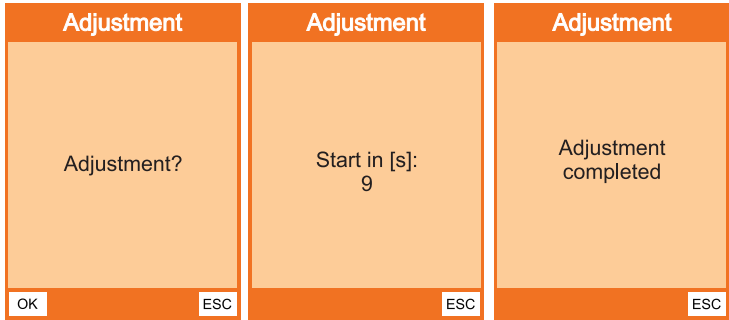 Adjustment
Adjustment?
OK
ESC
Adjustment
Start in [s]:
9
ESC
Adjustment
Adjustment
completed
ESC